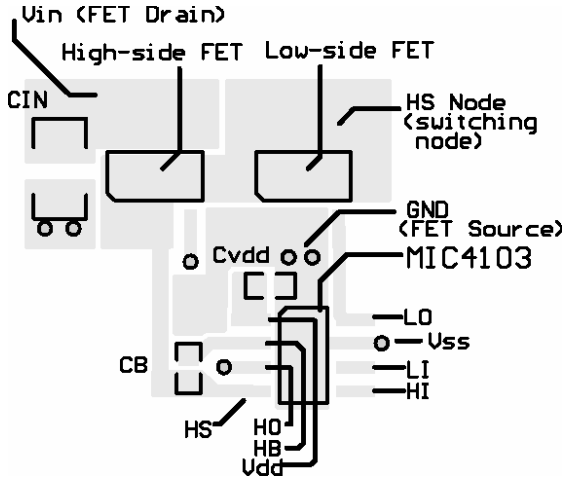 Vin (FET Drain)
High-side FET
Low-side FET
CIN
HS Node
(switching
node)
GND
(FET Source)
Cvdd
MIC4103
LO
Vss
CB
LI
HI
HS
HO
HB
Vdd